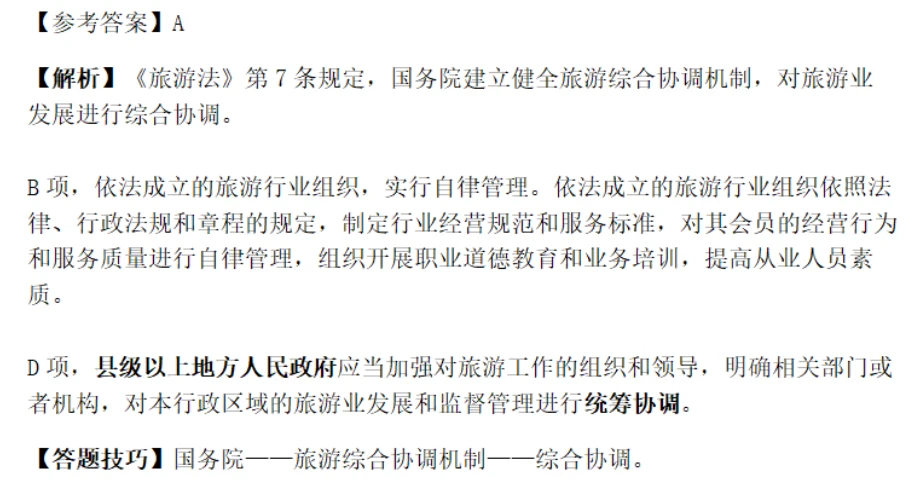 【参考答案】A
【解析】《旅游法》第7条规定，国务院建立健全旅游综合协调机制，对旅游业
发展进行综合协调。
B 项，依法成立的旅游行业组织，实行自律管理。依法成立的旅游行业组织依照法
律、行政法规和章程的规定，制定行业经营规范和服务标准，对其会员的经营行为
和服务质量进行自律管理，组织开展职业道德教育和业务培训，提高从业人员素
质。
D 项，县级以上地方人民政府应当加强对旅游工作的组织和领导，明确相关部门或
者机构，对本行政区域的旅游业发展和监督管理进行统筹协调。
【答题技巧】国务院——旅游综合协调机制——综合协调。